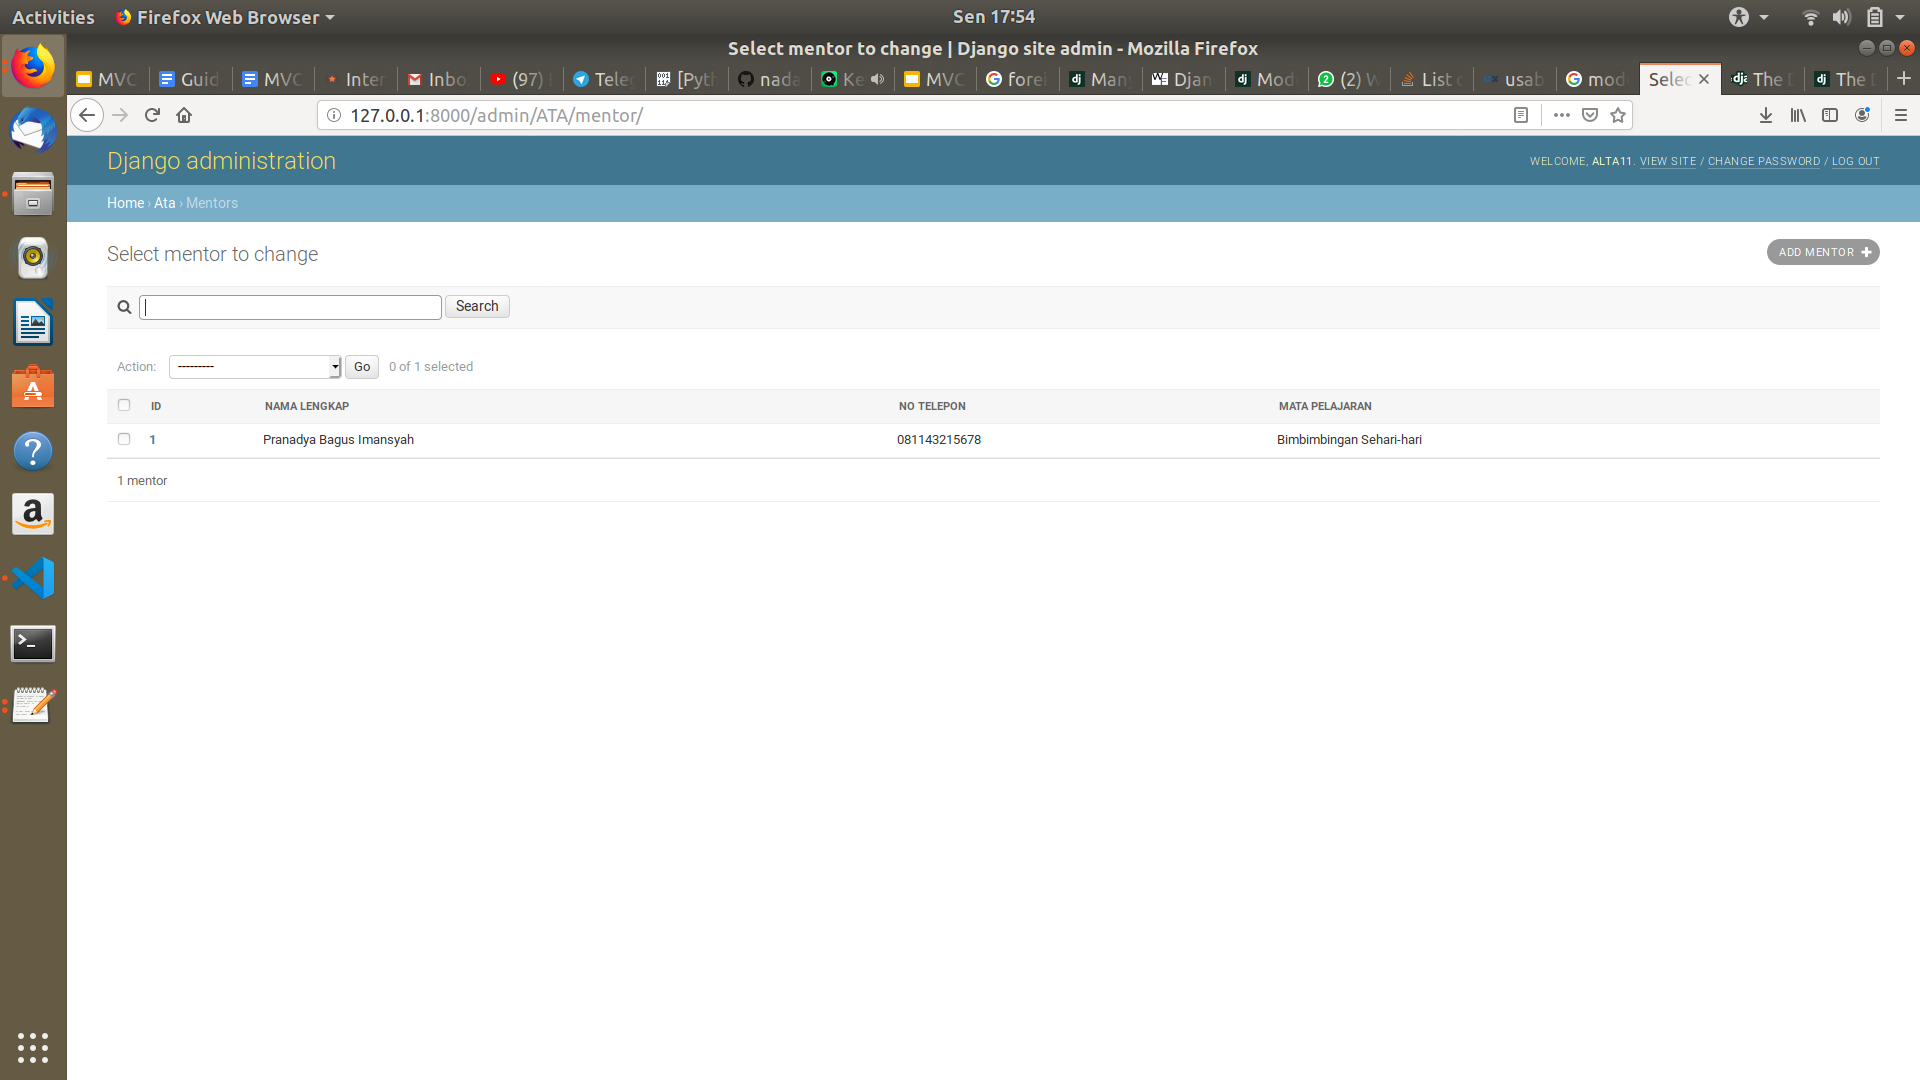 Activities Firefox Web Browser Sen 17:54
Select mentor to change | Django site admin - Mozilla Firefox
MVC Guid MVC Inter Inbo (97) Tele [Pyth nada Ke MVC forei Man Djan Mod (2) W List o usab mod Selec The D The D
127.0.0.1:8000/admin/ATA/mentor/
Django administration
WELCOME, ALTA11. VIEW SITE / CHANGE PASSWORD / LOG OUT
Home › Ata › Mentors
Select mentor to change
ADD MENTOR
Search
Action: --------- Go 0 of 1 selected
ID NAMA LENGKAP NO TELEPON MATA PELAJARAN
1 Pranadya Bagus Imansyah 081143215678 Bimbimbingan Sehari-hari
1 mentor